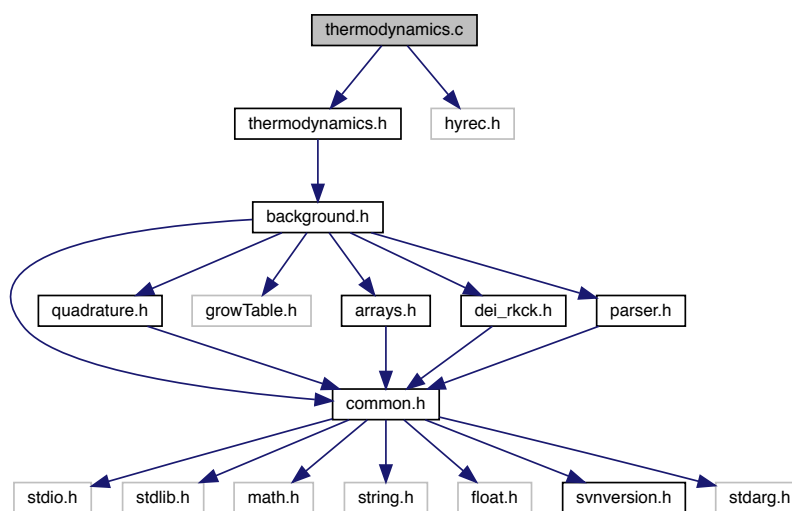 thermodynamics.c
thermodynamics.h
hyrec.h
background.h
quadrature.h
growTable.h
arrays.h
dei_rkck.h
parser.h
common.h
stdio.h
stdlib.h
math.h
string.h
float.h
svnversion.h
stdarg.h